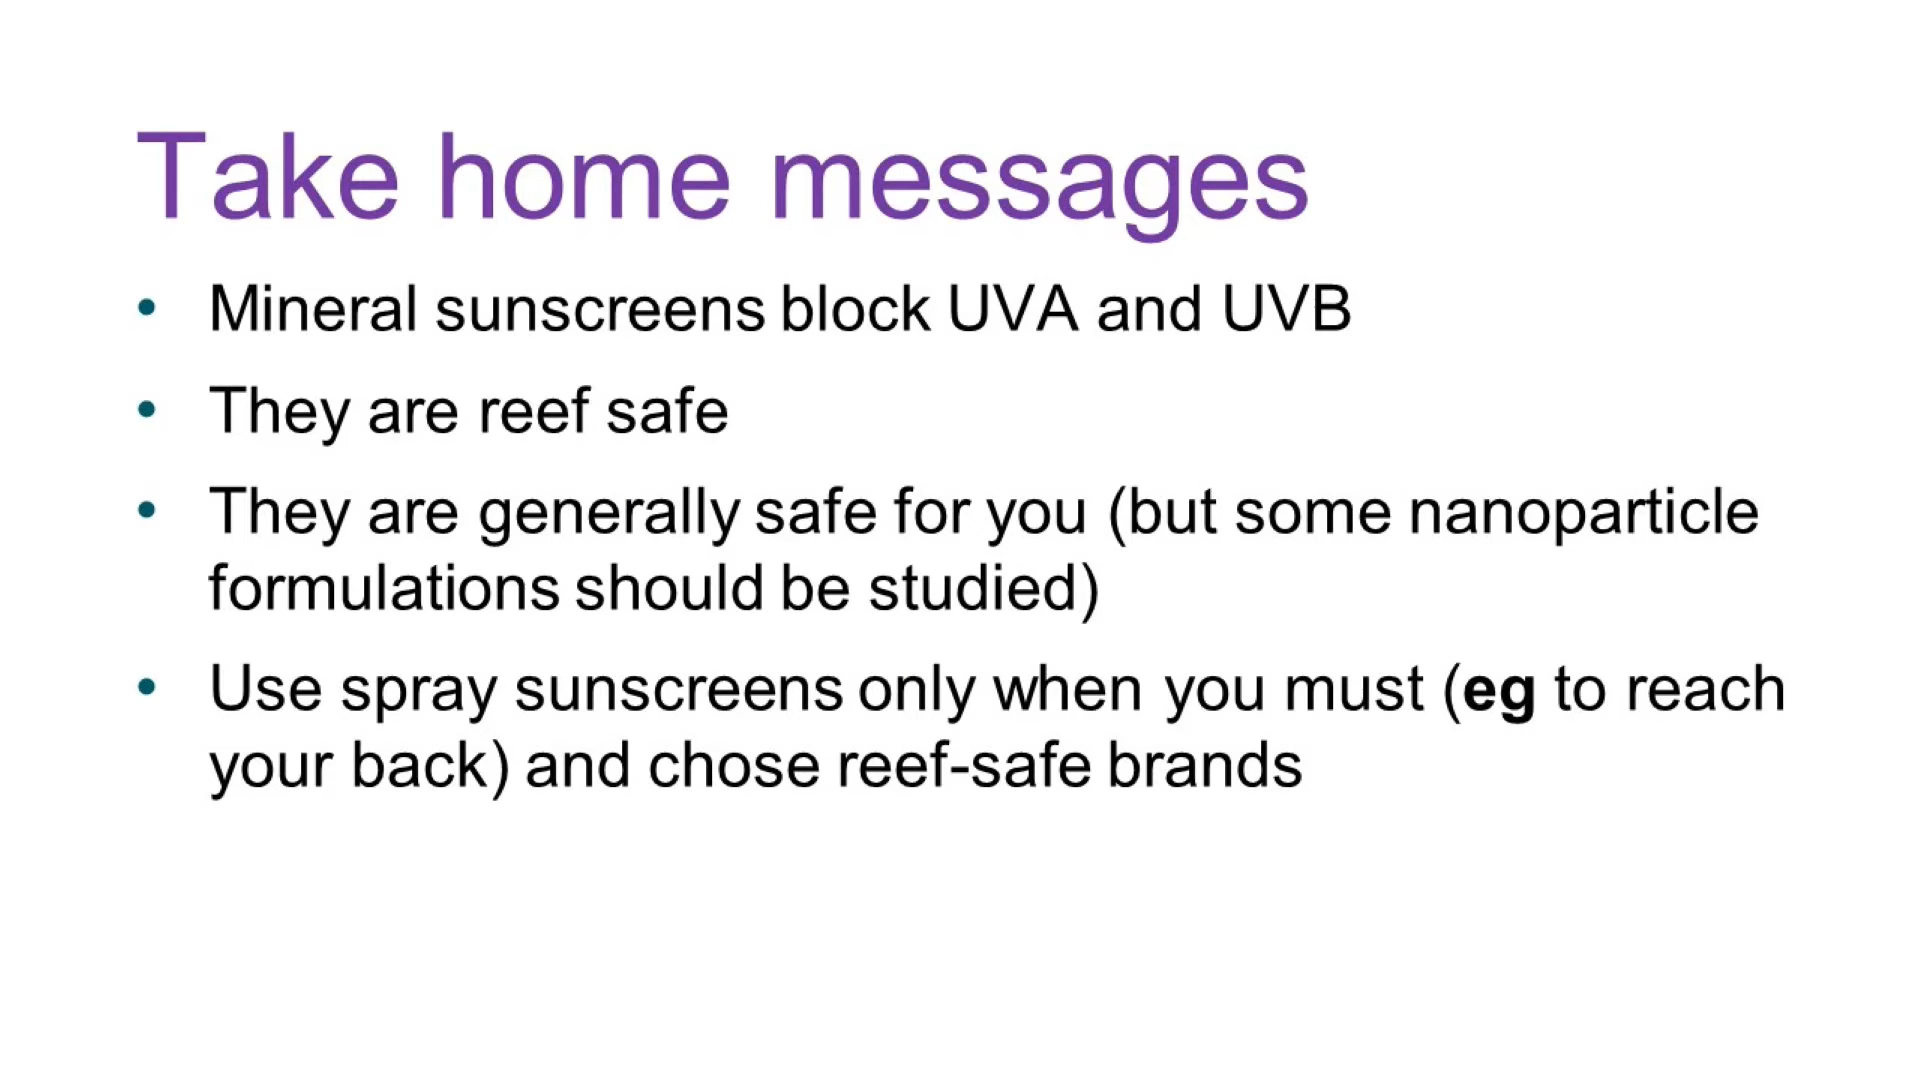 Take home messages
• Mineral sunscreens block UVA and UVB
• They are reef safe
• They are generally safe for you (but some nanoparticle
formulations should be studied)
• Use spray sunscreens only when you must (eg to reach
your back) and chose reef-safe brands